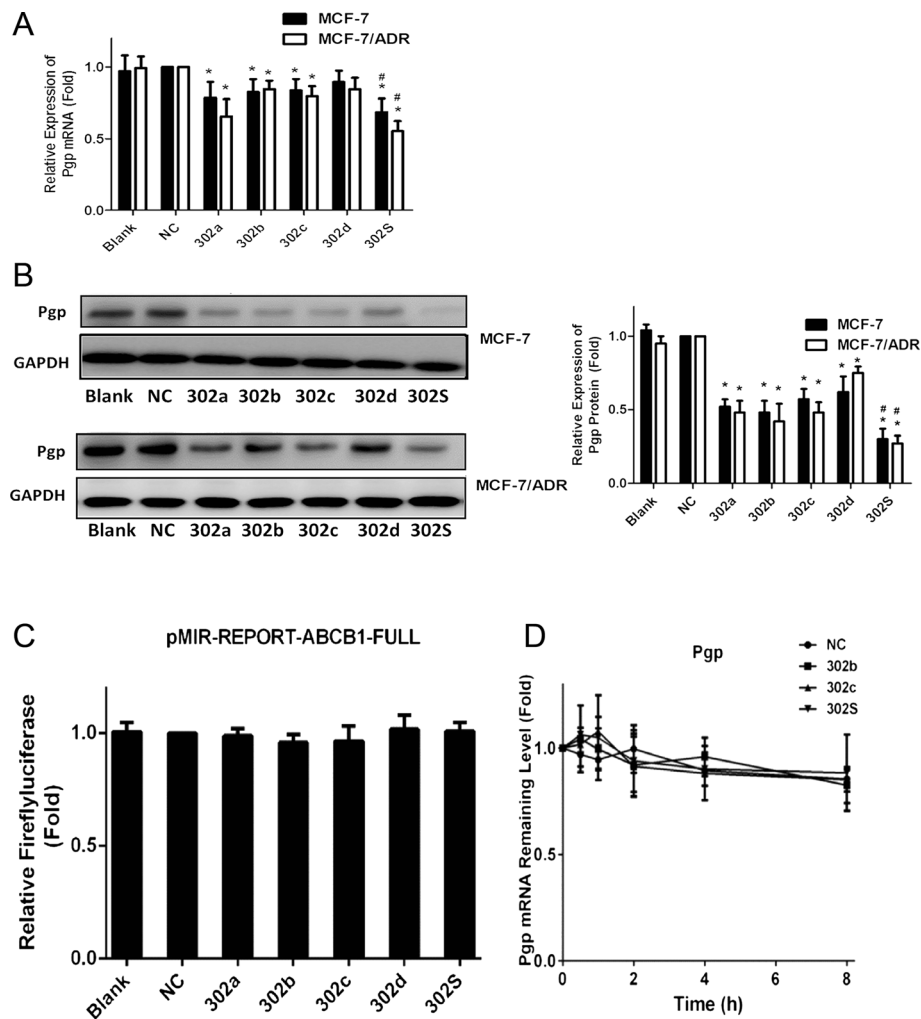 A
MCF-7
MCF-7/ADR
Relative Expression of
Pgp mRNA (Fold)
1.0
0.5
0.0
* * * * * * # * # *
Blank NC 302a 302b 302c 302d 302S
B
Pgp
GAPDH
MCF-7
Blank NC 302a 302b 302c 302d 302S
Pgp
GAPDH
MCF-7/ADR
Blank NC 302a 302b 302c 302d 302S
MCF-7
MCF-7/ADR
Relative Expression of
Pgp Protein (Fold)
1.0
0.5
0.0
* * * * * * * * # * # *
Blank NC 302a 302b 302c 302d 302S
C
pMIR-REPORT-ABCB1-FULL
Relative Fireflyluciferase
(Fold)
1.0
0.5
0.0
Blank NC 302a 302b 302c 302d 302S
D
Pgp
NC
302b
302c
302S
Pgp mRNA Remaining Level (Fold)
1.0
0.5
0.0
0 2 4 6 8
Time (h)